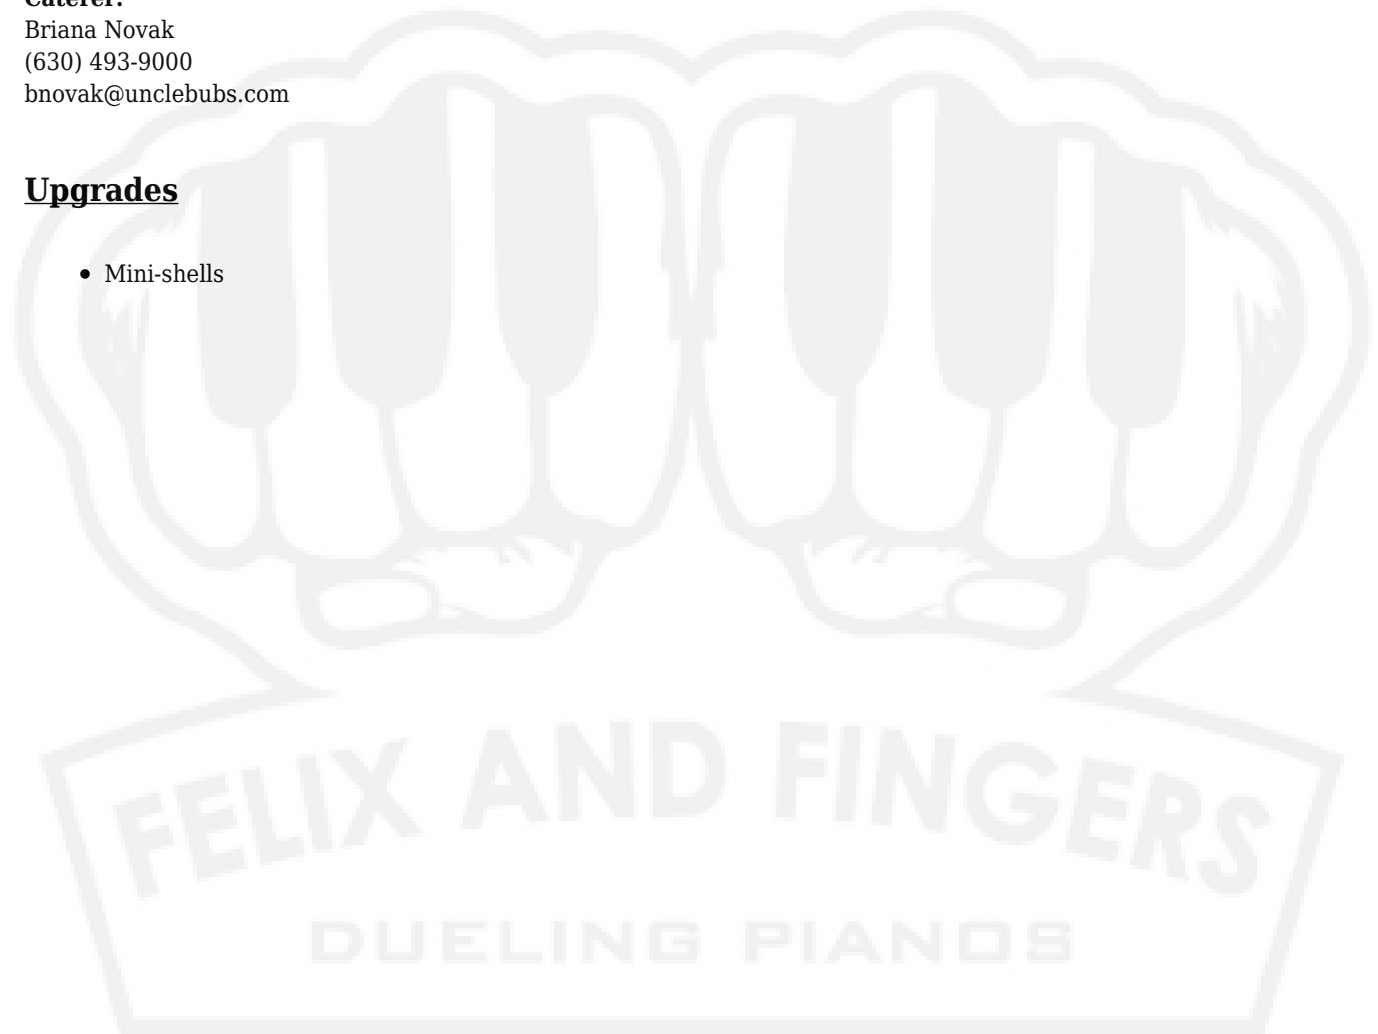 Caterer:
Briana Novak
(630) 493-9000
bnovak@unclebubs.com
Upgrades
• Mini-shells
FELIX AND FINGERS
DUELING PIANOS